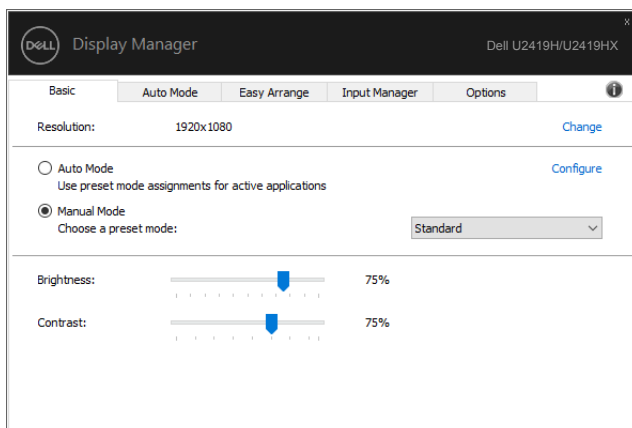 x
DELL Display Manager Dell U2419H/U2419HX
Basic Auto Mode Easy Arrange Input Manager Options i
Resolution: 1920x1080 Change
Auto Mode Configure
Use preset mode assignments for active applications
Manual Mode
Choose a preset mode: Standard
Brightness: 75%
Contrast: 75%